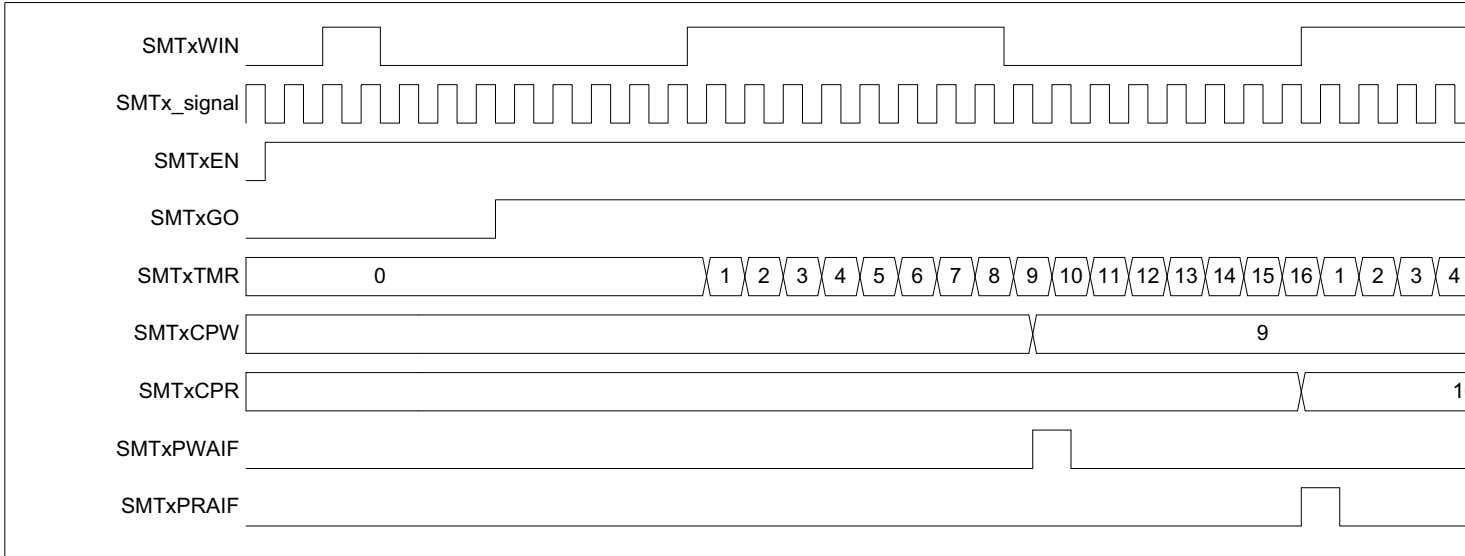 SMTxWIN
SMTx_signal
SMTxEN
SMTxGO
SMTxTMR 0 1 2 3 4 5 6 7 8 9 10 11 12 13 14 15 16 1 2 3 4
SMTxCPW 9
SMTxCPR 1
SMTxPWAIF
SMTxPRAIF